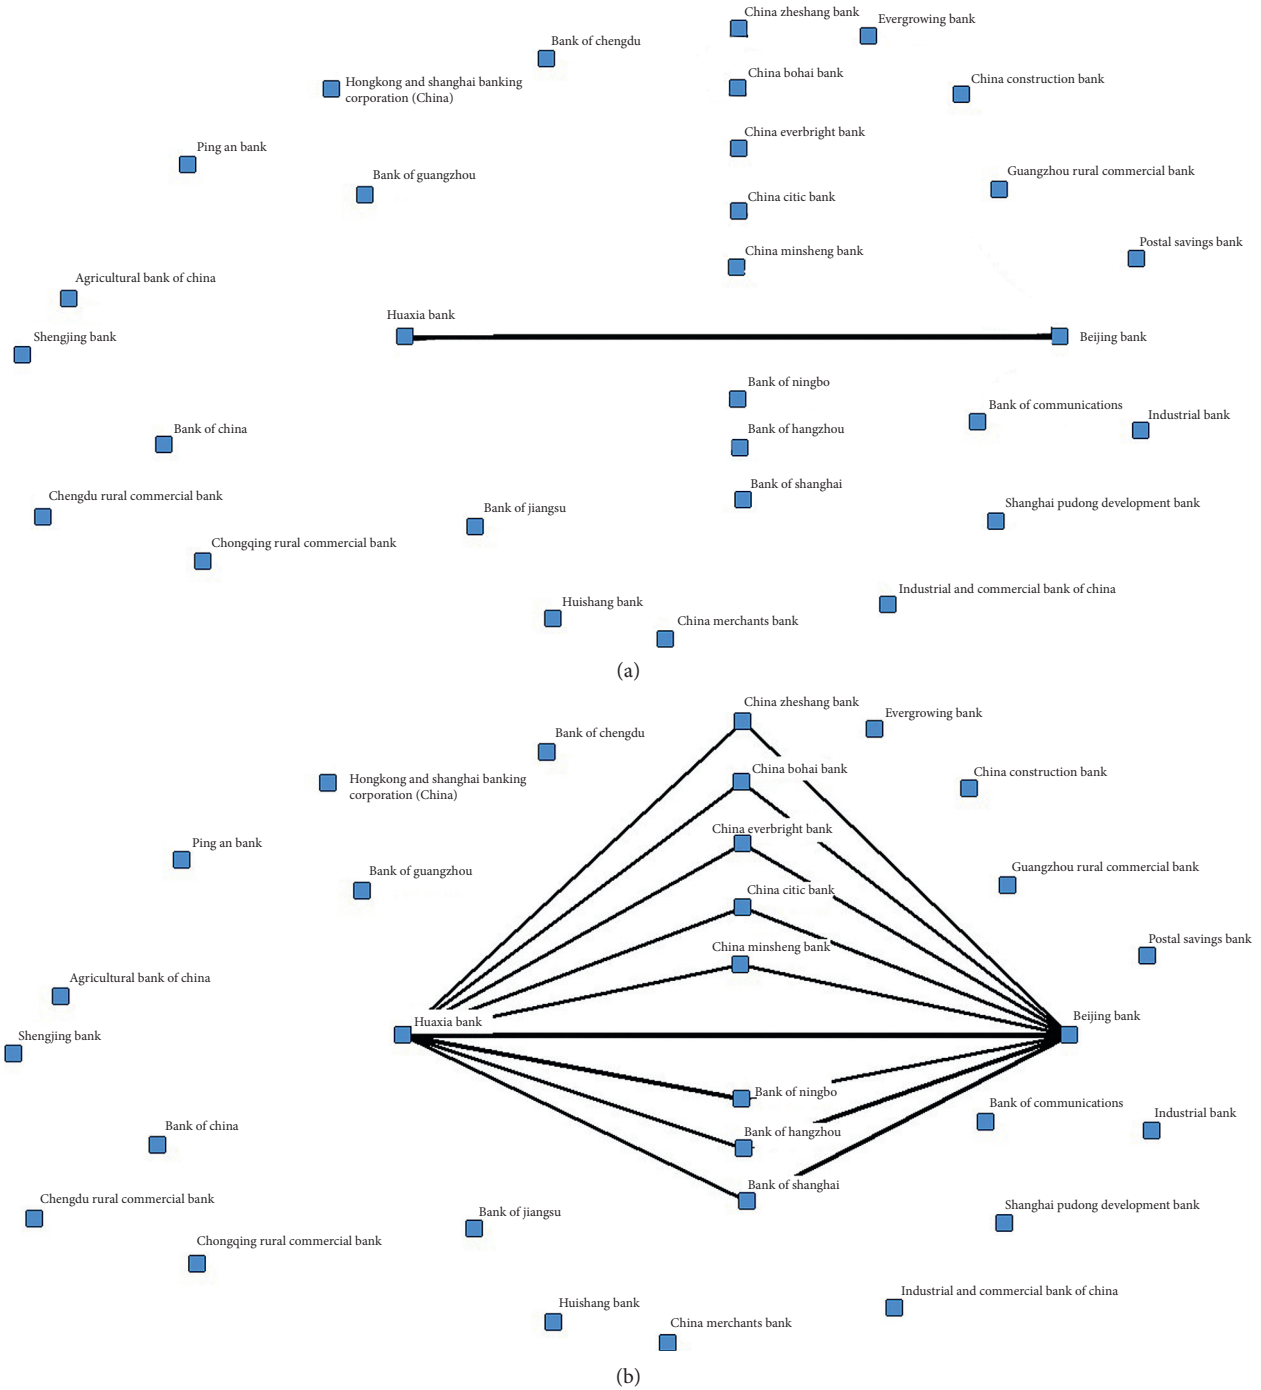 China zheshang bank
Evergrowing bank
Bank of chengdu
China bohai bank
China construction bank
Hongkong and shanghai banking
corporation (China)
China everbright bank
Ping an bank
Guangzhou rural commercial bank
Bank of guangzhou
China citic bank
Postal savings bank
China minsheng bank
Agricultural bank of china
Huaxia bank
Shengjing bank
Beijing bank
Bank of ningbo
Bank of communications
Industrial bank
Bank of china
Bank of hangzhou
Bank of shanghai
Chengdu rural commercial bank
Shanghai pudong development bank
Bank of jiangsu
Chongqing rural commercial bank
Industrial and commercial bank of china
Huishang bank
China merchants bank
(a)
China zheshang bank
Evergrowing bank
Bank of chengdu
China bohai bank
China construction bank
Hongkong and shanghai banking
corporation (China)
China everbright bank
Ping an bank
Guangzhou rural commercial bank
Bank of guangzhou
China citic bank
Postal savings bank
China minsheng bank
Agricultural bank of china
Beijing bank
Huaxia bank
Shengjing bank
Bank of ningbo
Bank of communications
Industrial bank
Bank of china
Bank of hangzhou
Bank of shanghai
Chengdu rural commercial bank
Shanghai pudong development bank
Bank of jiangsu
Chongqing rural commercial bank
Industrial and commercial bank of china
Huishang bank
China merchants bank
(b)